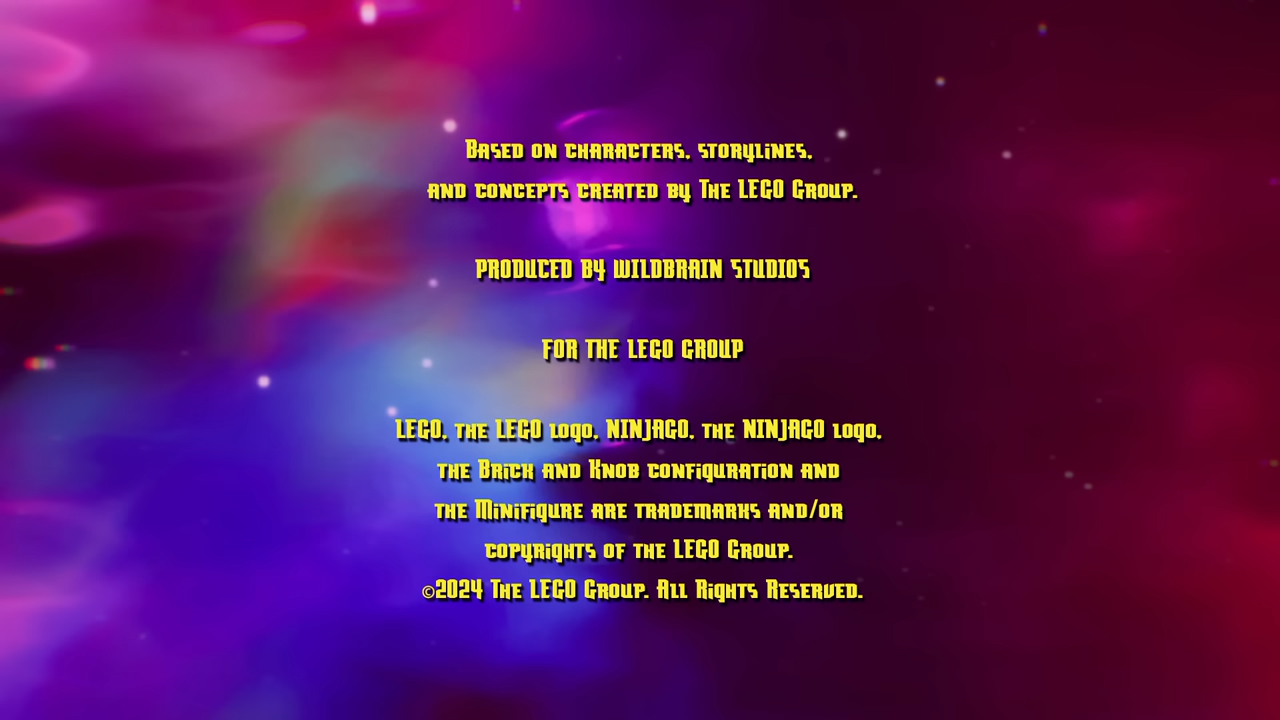 Based on characters, storylines,
and concepts created by The LEGO Group.
PRODUCED BY WILDBRAIN STUDIOS
FOR THE LEGO GROUP
LEGO, the LEGO logo, NINJAGO, the NINJAGO logo,
the Brick and Knob configuration and
the Minifigure are trademarks and/or
copyrights of the LEGO Group.
©2024 The LEGO Group. All Rights Reserved.